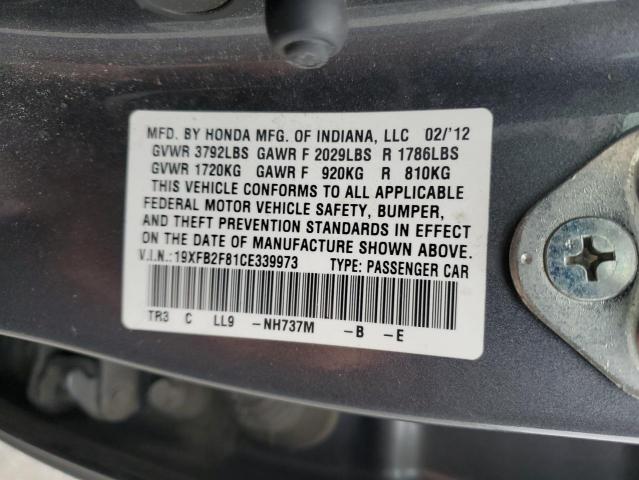 MFD. BY HONDA MFG. OF INDIANA, LLC 02/'12
GVWR 3792LBS GAWR F 2029LBS R 1786LBS
GVWR 1720KG GAWR F 920KG R 810KG
THIS VEHICLE CONFORMS TO ALL APPLICABLE
FEDERAL MOTOR VEHICLE SAFETY, BUMPER,
AND THEFT PREVENTION STANDARDS IN EFFECT
ON THE DATE OF MANUFACTURE SHOWN ABOVE.
V.I.N.:19XFB2F81CE339973 TYPE: PASSENGER CAR
TR3 C LL9 -NH737M -B -E